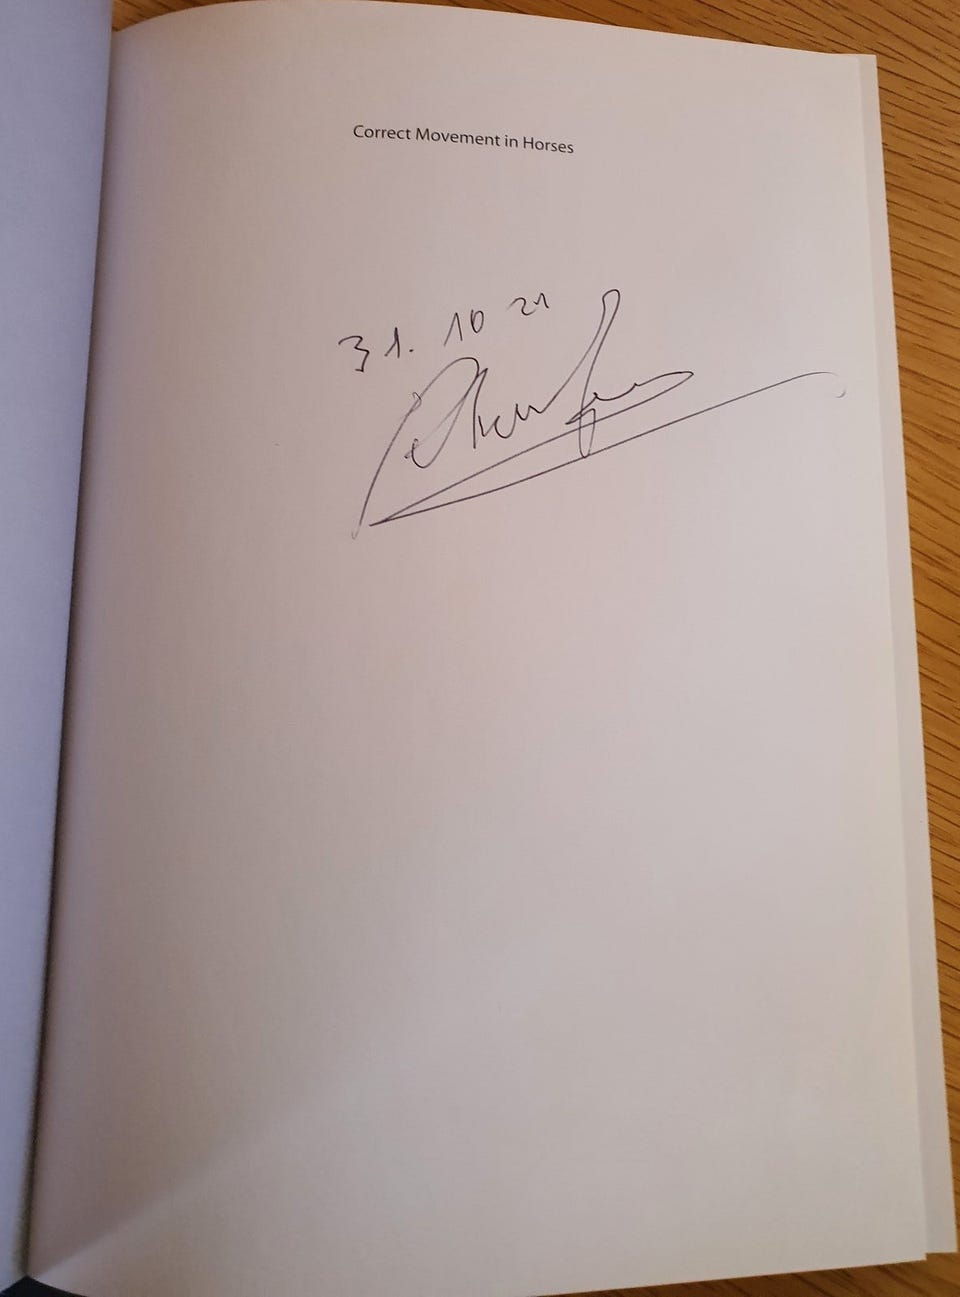 Correct Movement in Horses
31. 10 21